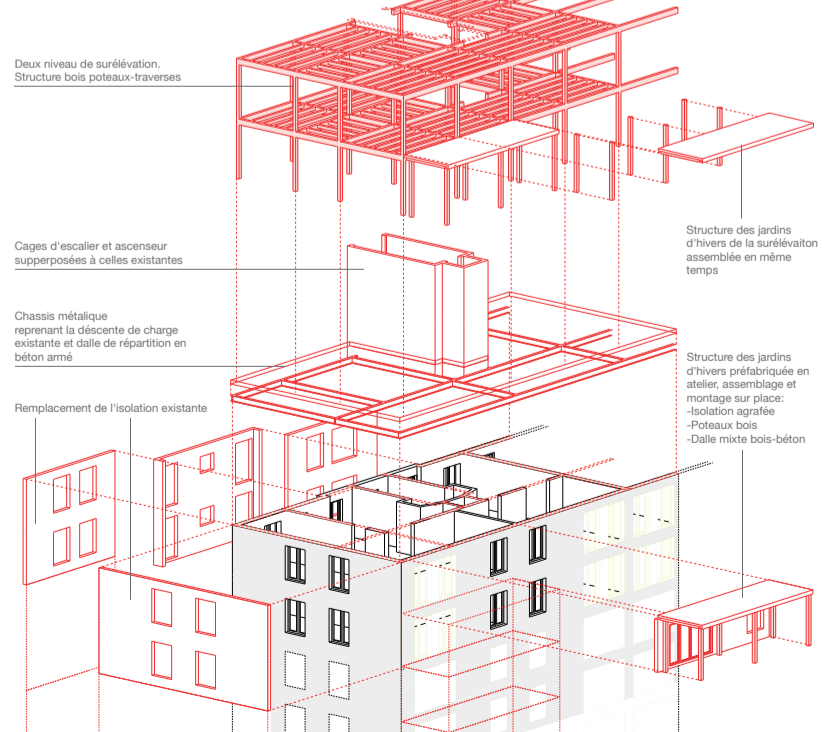 Deux niveau de surélévation.
Structure bois poteaux-traverses
Cages d'escalier et ascenseur
supperposées à celles existantes
Chassis métalique
reprenant la déscente de charge
existante et dalle de répartition en
béton armé
Remplacement de l'isolation existante
Structure des jardins
d'hivers de la surélévaiton
assemblée en même
temps
Structure des jardins
d'hivers préfabriquée en
atelier, assemblage et
montage sur place:
-Isolation agrafée
-Poteaux bois
-Dalle mixte bois-béton